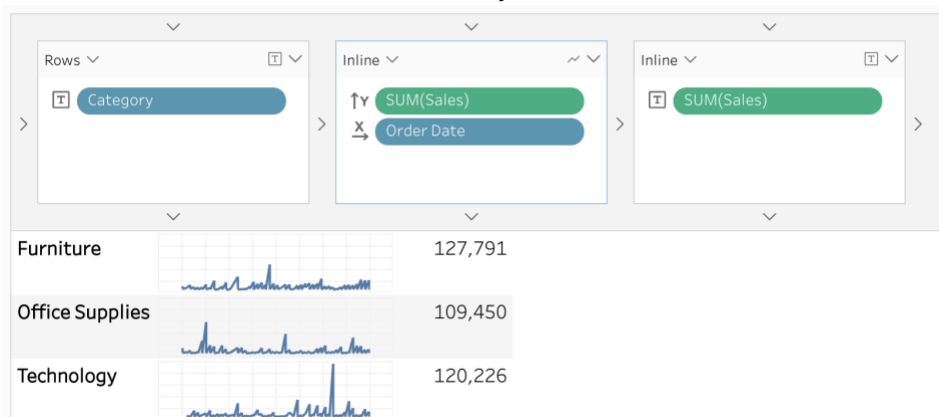 Rows T
Inline
Inline T
T Category
Y SUM(Sales)
X Order Date
T SUM(Sales)
Furniture 127,791
Office Supplies 109,450
Technology 120,226